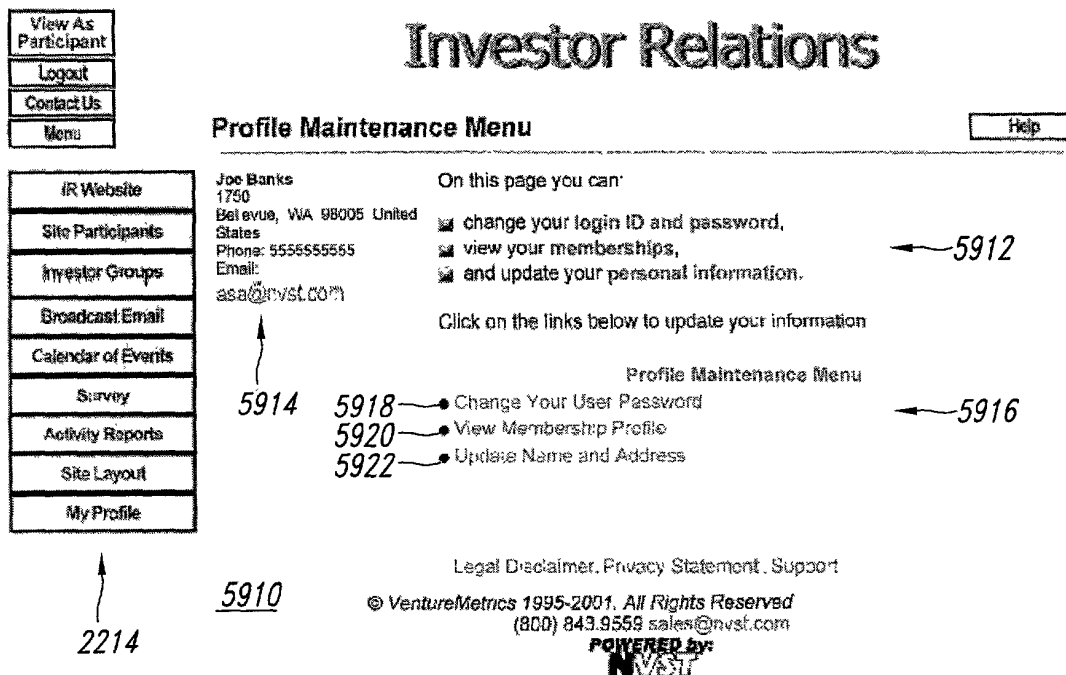 View As
Participant
Logout
Contact Us
Menu
Investor Relations
Profile Maintenance Menu
Help
IR Website
Site Participants
Investor Groups
Broadcast Email
Calendar of Events
Survey
Activity Reports
Site Layout
My Profile
2214
Joe Banks
1750
Bellevue, WA 98005 United
States
Phone: 5555555555
Email:
asa@nvst.com
5914
On this page you can:
change your login ID and password,
view your memberships,
and update your personal information.
5912
Click on the links below to update your information
Profile Maintenance Menu
5918 Change Your User Password
5916
5920 View Membership Profile
5922 Update Name and Address
5910
Legal Disclaimer. Privacy Statement. Support
© VentureMetrics 1995-2001, All Rights Reserved
(800) 843.9559 sales@nvst.com
POWERED by:
NVST